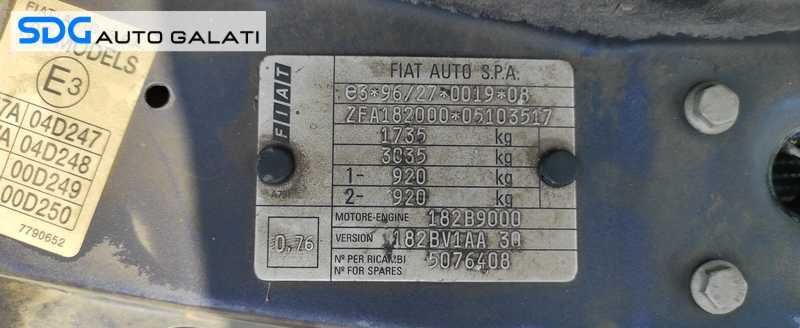 SDG
AUTO GALATI
FIAT
MODELS
E3
7A 04D247
A 04D248
00D249
00D250
7790652
FIAT
FIAT AUTO S.P.A.
e3*96/27*0019*08
ZFA182000*05103517
1735 kg
3035 kg
1- 920 kg
2- 920 kg
0,76
MOTORE-ENGINE 182B9000
VERSION 182BV1AA 3Q
Nº PER RICAMBI
Nº FOR SPARES 5076408